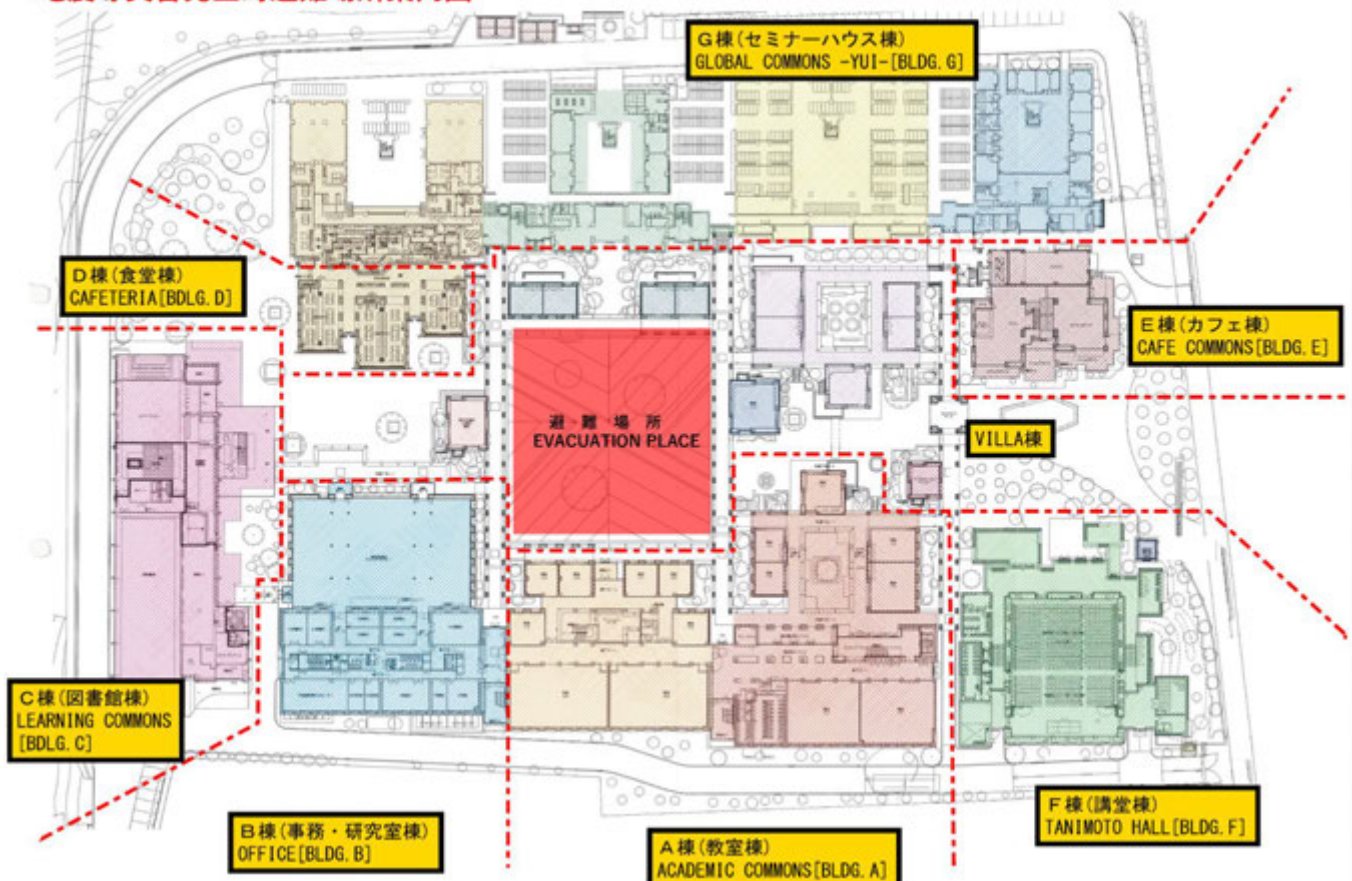 G棟(セミナーハウス棟)
GLOBAL COMMONS -YUI-[BLDG.G]
D棟(食堂棟)
CAFETERIA[BDLG.D]
E棟(カフェ棟)
CAFE COMMONS[BLDG.E]
避難場所
EVACUATION PLACE
VILLA棟
C棟(図書館棟)
LEARNING COMMONS
[BDLG.C]
B棟(事務・研究室棟)
OFFICE[BLDG.B]
A棟(教室棟)
ACADEMIC COMMONS[BLDG.A]
F棟(講堂棟)
TANIMOTO HALL[BLDG.F]